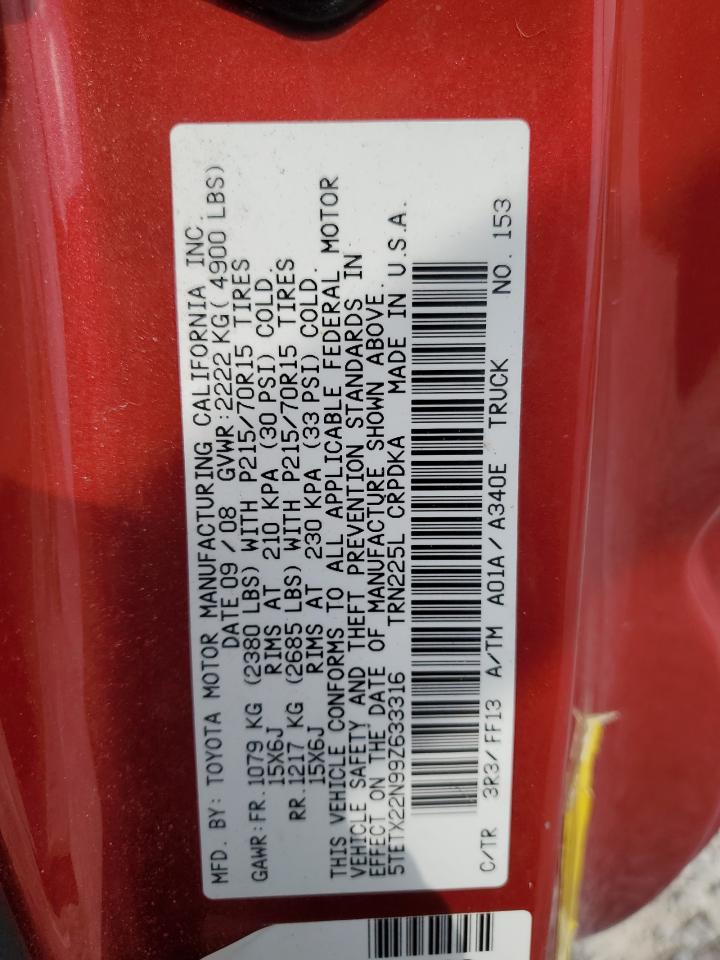 MFD. BY: TOYOTA MOTOR MANUFACTURING CALIFORNIA INC.
DATE 09 / 08 GVWR: 2222 KG( 4900 LBS)
GAWR: FR. 1079 KG (2380 LBS) WITH P215/70R15 TIRES
15X6J RIMS AT 210 KPA (30 PSI) COLD.
RR. 1217 KG (2685 LBS) WITH P215/70R15 TIRES
15X6J RIMS AT 230 KPA (33 PSI) COLD.
THIS VEHICLE CONFORMS TO ALL APPLICABLE FEDERAL MOTOR
VEHICLE SAFETY AND THEFT PREVENTION STANDARDS IN
EFFECT ON THE DATE OF MANUFACTURE SHOWN ABOVE.
5TETX22N99Z633316 TRN225L CRPDKA MADE IN U.S.A.
C/TR 3R3/FF13 A/TM A01A/A340E TRUCK NO. 153